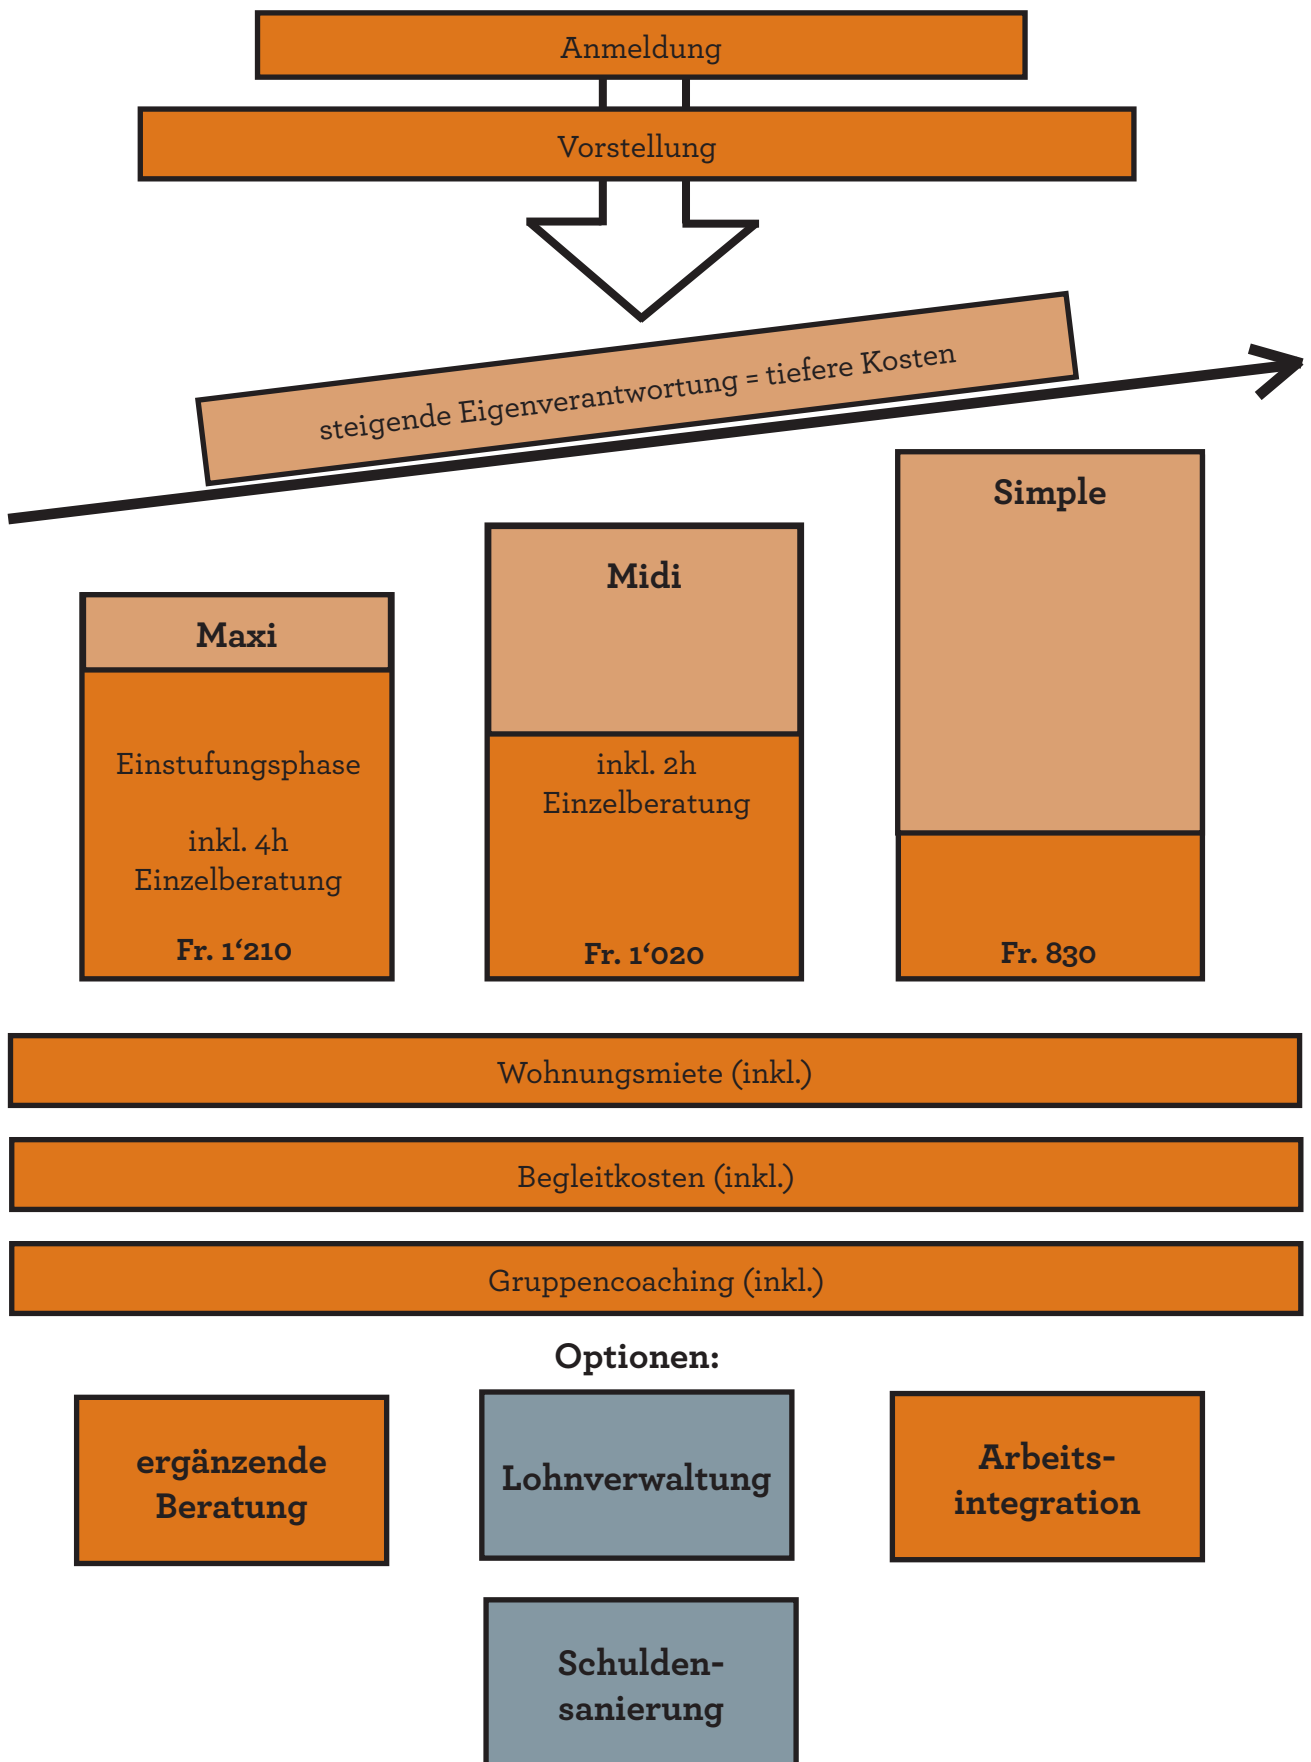 Anmeldung
Vorstellung
steigende Eigenverantwortung = tiefere Kosten
Maxi
Einstufungsphase
inkl. 4h
Einzelberatung
Fr. 1‘210
Midi
inkl. 2h
Einzelberatung
Fr. 1‘020
Simple
Fr. 830
Wohnungsmiete (inkl.)
Begleitkosten (inkl.)
Gruppencoaching (inkl.)
Optionen:
ergänzende
Beratung
Lohnverwaltung
Arbeits-
integration
Schulden-
sanierung